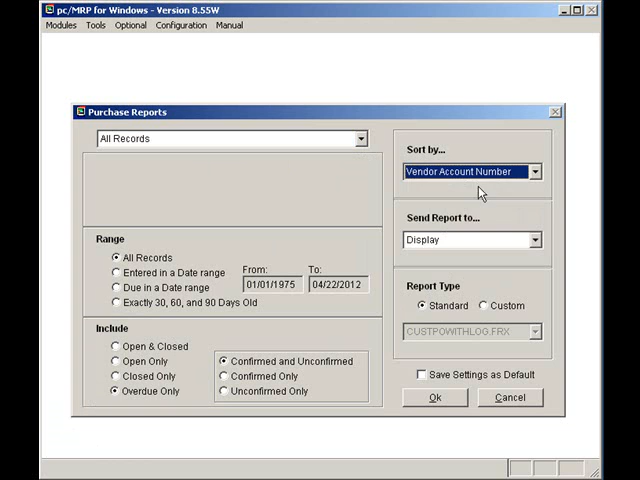 pc/MRP for Windows - Version 8.55W
Modules Tools Optional Configuration Manual
Purchase Reports
All Records
Sort by...
Vendor Account Number
Send Report to...
Display
Range
All Records
Entered in a Date range
Due in a Date range
Exactly 30, 60, and 90 Days Old
From: To:
01/01/1975 04/22/2012
Report Type
Standard Custom
CUSTPOWITHLOG.FRX
Include
Open & Closed
Open Only
Closed Only
Overdue Only
Confirmed and Unconfirmed
Confirmed Only
Unconfirmed Only
Save Settings as Default
Ok Cancel